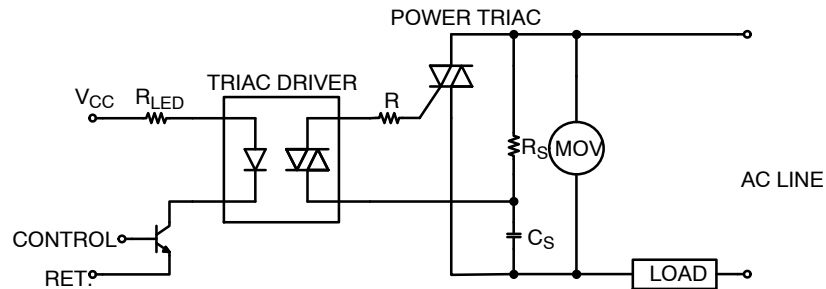 POWER TRIAC
TRIAC DRIVER
VCC
RLED
R
RS
MOV
AC LINE
CONTROL
CS
RET.
LOAD